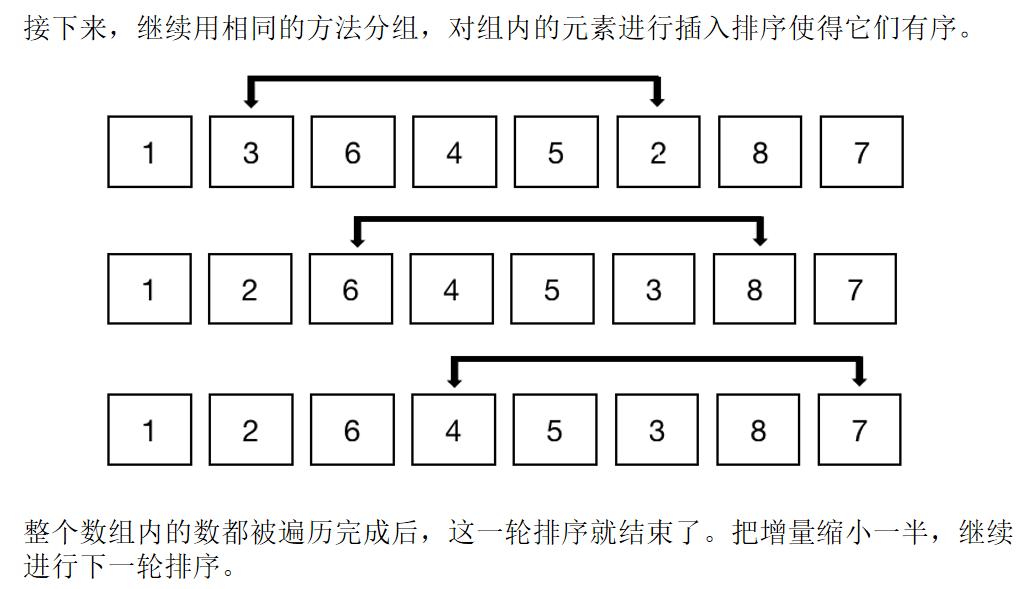 接下来，继续用相同的方法分组，对组内的元素进行插入排序使得它们有序。
1 3 6 4 5 2 8 7
1 2 6 4 5 3 8 7
1 2 6 4 5 3 8 7
整个数组内的数都被遍历完成后，这一轮排序就结束了。把增量缩小一半，继续
进行下一轮排序。